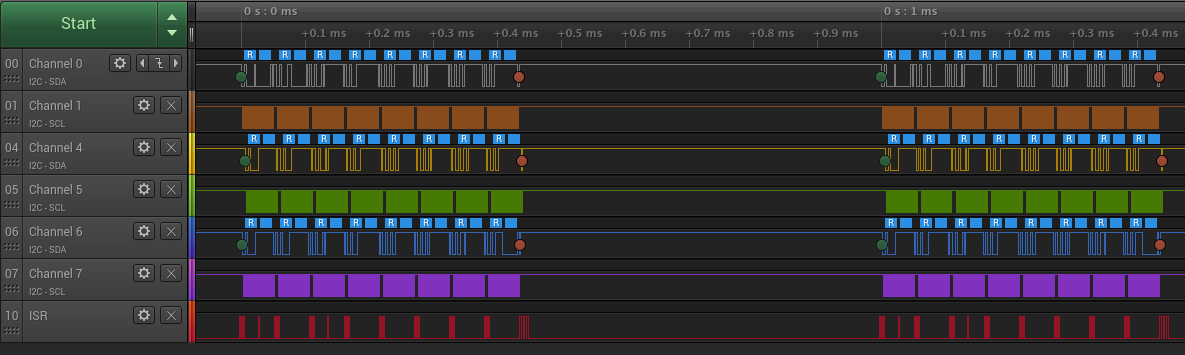 Start
0 s : 0 ms 0 s : 1 ms
+0.1 ms +0.2 ms +0.3 ms +0.4 ms +0.5 ms +0.6 ms +0.7 ms +0.8 ms +0.9 ms +0.1 ms +0.2 ms +0.3 ms +0.4 ms
00 Channel 0
I2C - SDA
R R R R R R R R R R R R R R R R
01 Channel 1
I2C - SCL
04 Channel 4
I2C - SDA
R R R R R R R R R R R R R R R R
05 Channel 5
I2C - SCL
06 Channel 6
I2C - SDA
R R R R R R R R R R R R R R R R
07 Channel 7
I2C - SCL
10 ISR